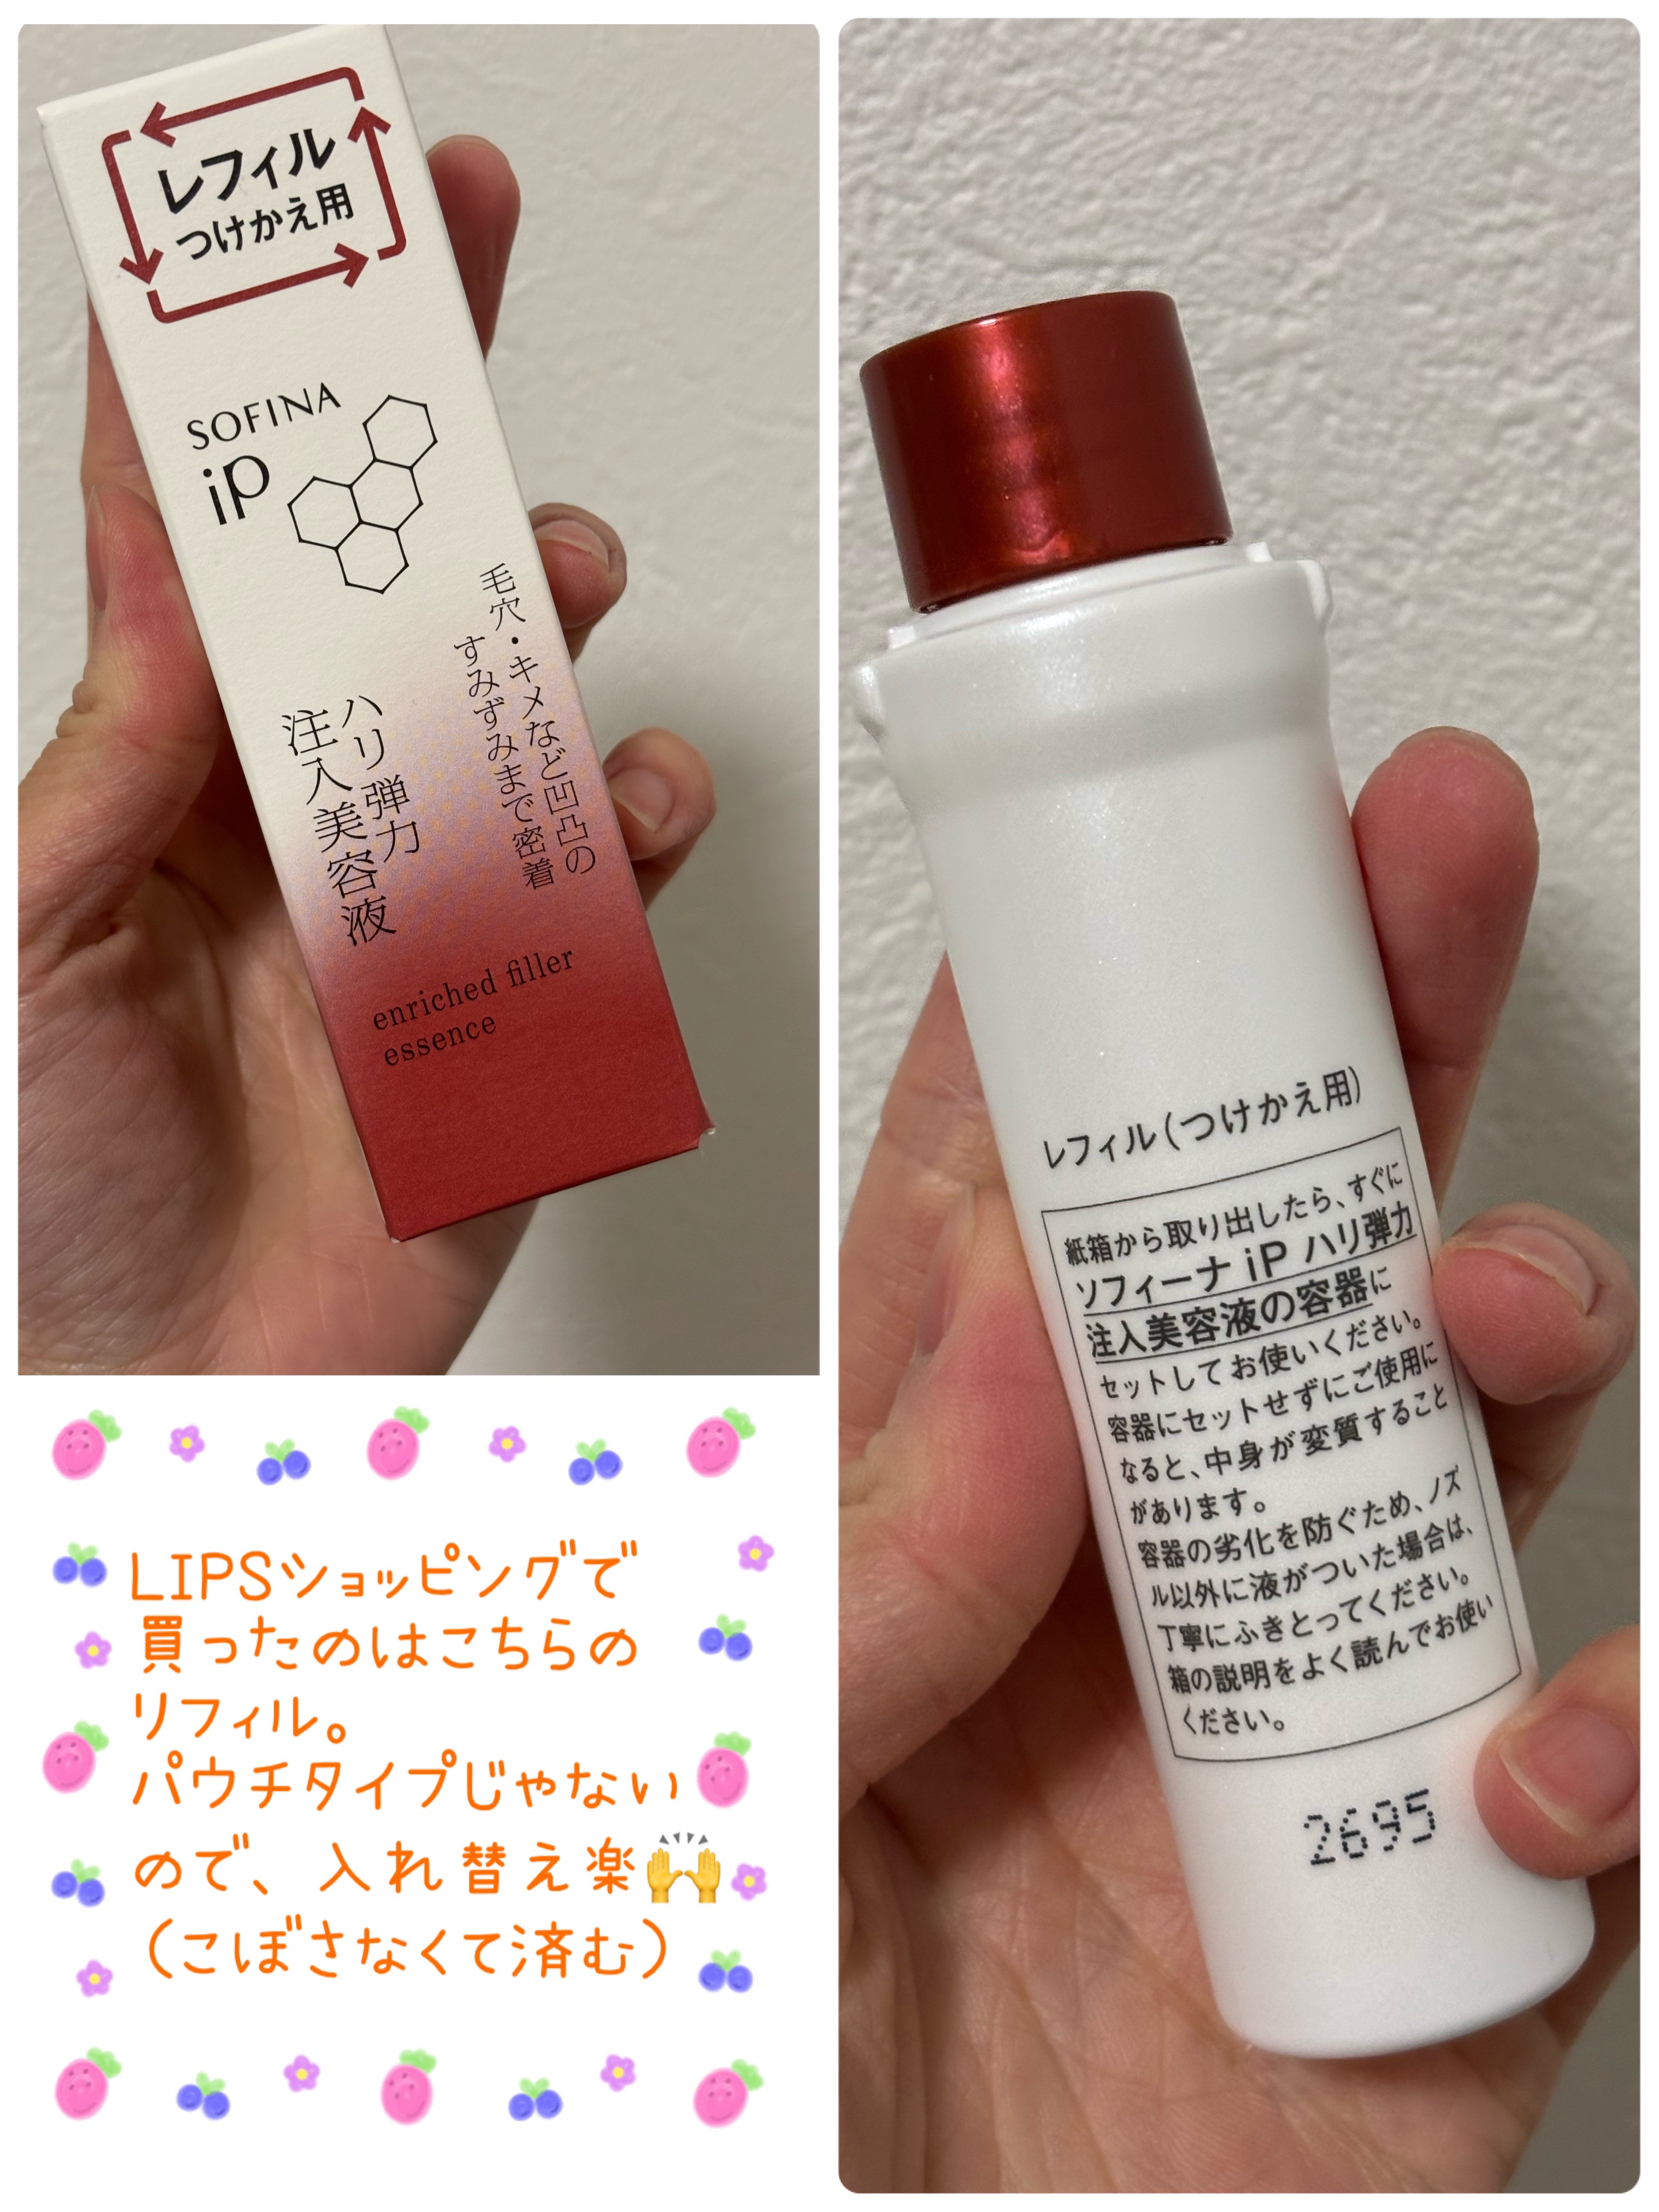 レフィル
つけかえ用
SOFINA
iP
毛穴・キメなど凹凸の
すみずみまで密着
ハリ弾力
注入美容液
enriched filler
essence
レフィル(つけかえ用)
紙箱から取り出したら、すぐに
ソフィーナ iP ハリ弾力
注入美容液の容器に
セットしてお使いください。
容器にセットせずにご使用に
なると、中身が変質すること
があります。
容器の劣化を防ぐため、ノズ
ル以外に液がついた場合は、
丁寧にふきとってください。
箱の説明をよく読んでお使い
ください。
2695
LIPSショッピングで
買ったのはこちらの
リフィル。
パウチタイプじゃない
ので、入れ替え楽🙌
(こぼさなくて済む)